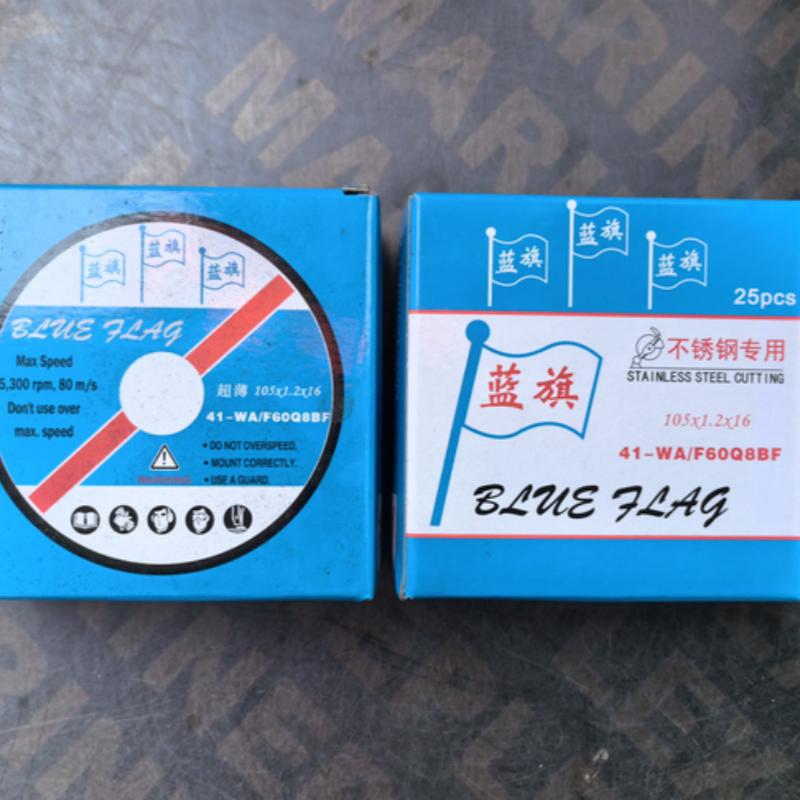 蓝旗
蓝旗
蓝旗
BLUE FLAG
Max Speed
5,300 rpm, 80 m/s
Don't use over
max. speed
超薄 105x1.2x16
41-WA/F60Q8BF
• DO NOT OVERSPEED.
• MOUNT CORRECTLY.
• USE A GUARD.
WARNING
蓝旗
蓝旗
蓝旗
25pcs
蓝旗
不锈钢专用
STAINLESS STEEL CUTTING
105x1.2x16
41-WA/F60Q8BF
BLUE FLAG
MARINE